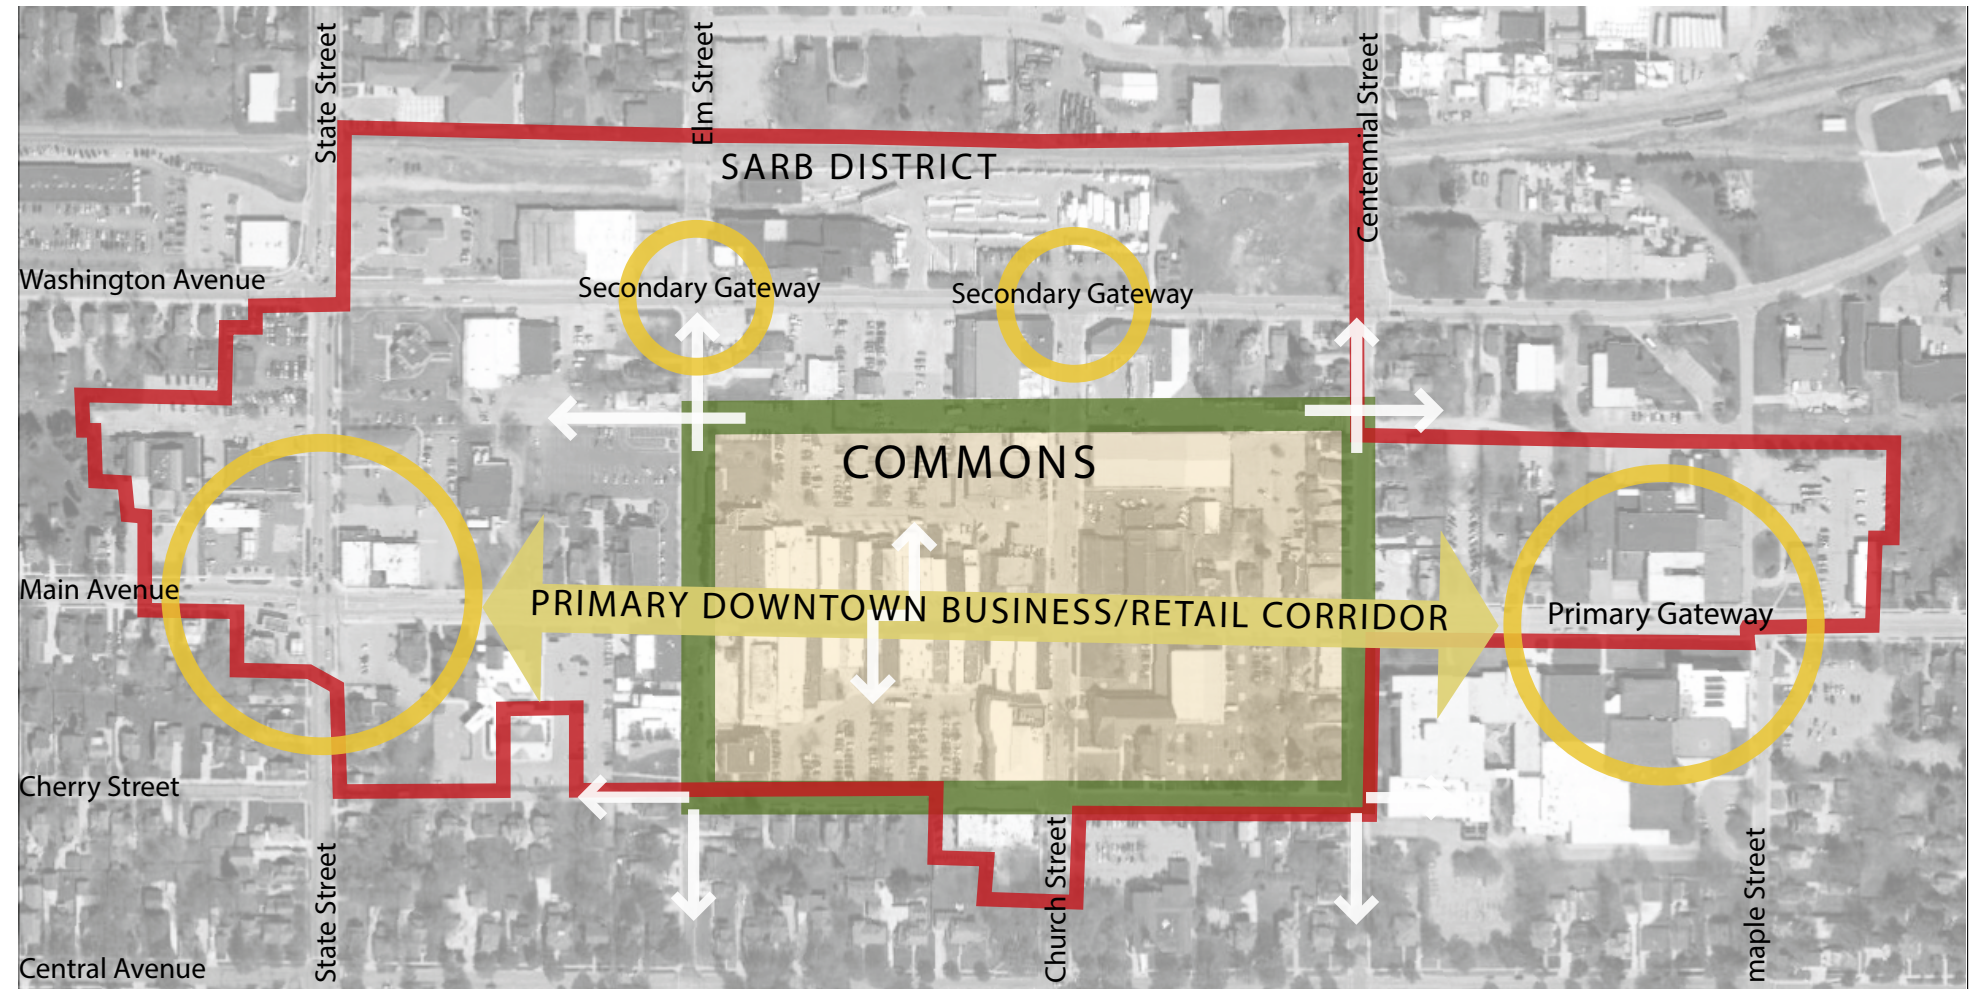 State Street
Elm Street
Centennial Street
SARB DISTRICT
Washington Avenue
Secondary Gateway
Secondary Gateway
COMMONS
Main Avenue
PRIMARY DOWNTOWN BUSINESS/RETAIL CORRIDOR
Primary Gateway
Cherry Street
State Street
Church Street
maple Street
Central Avenue